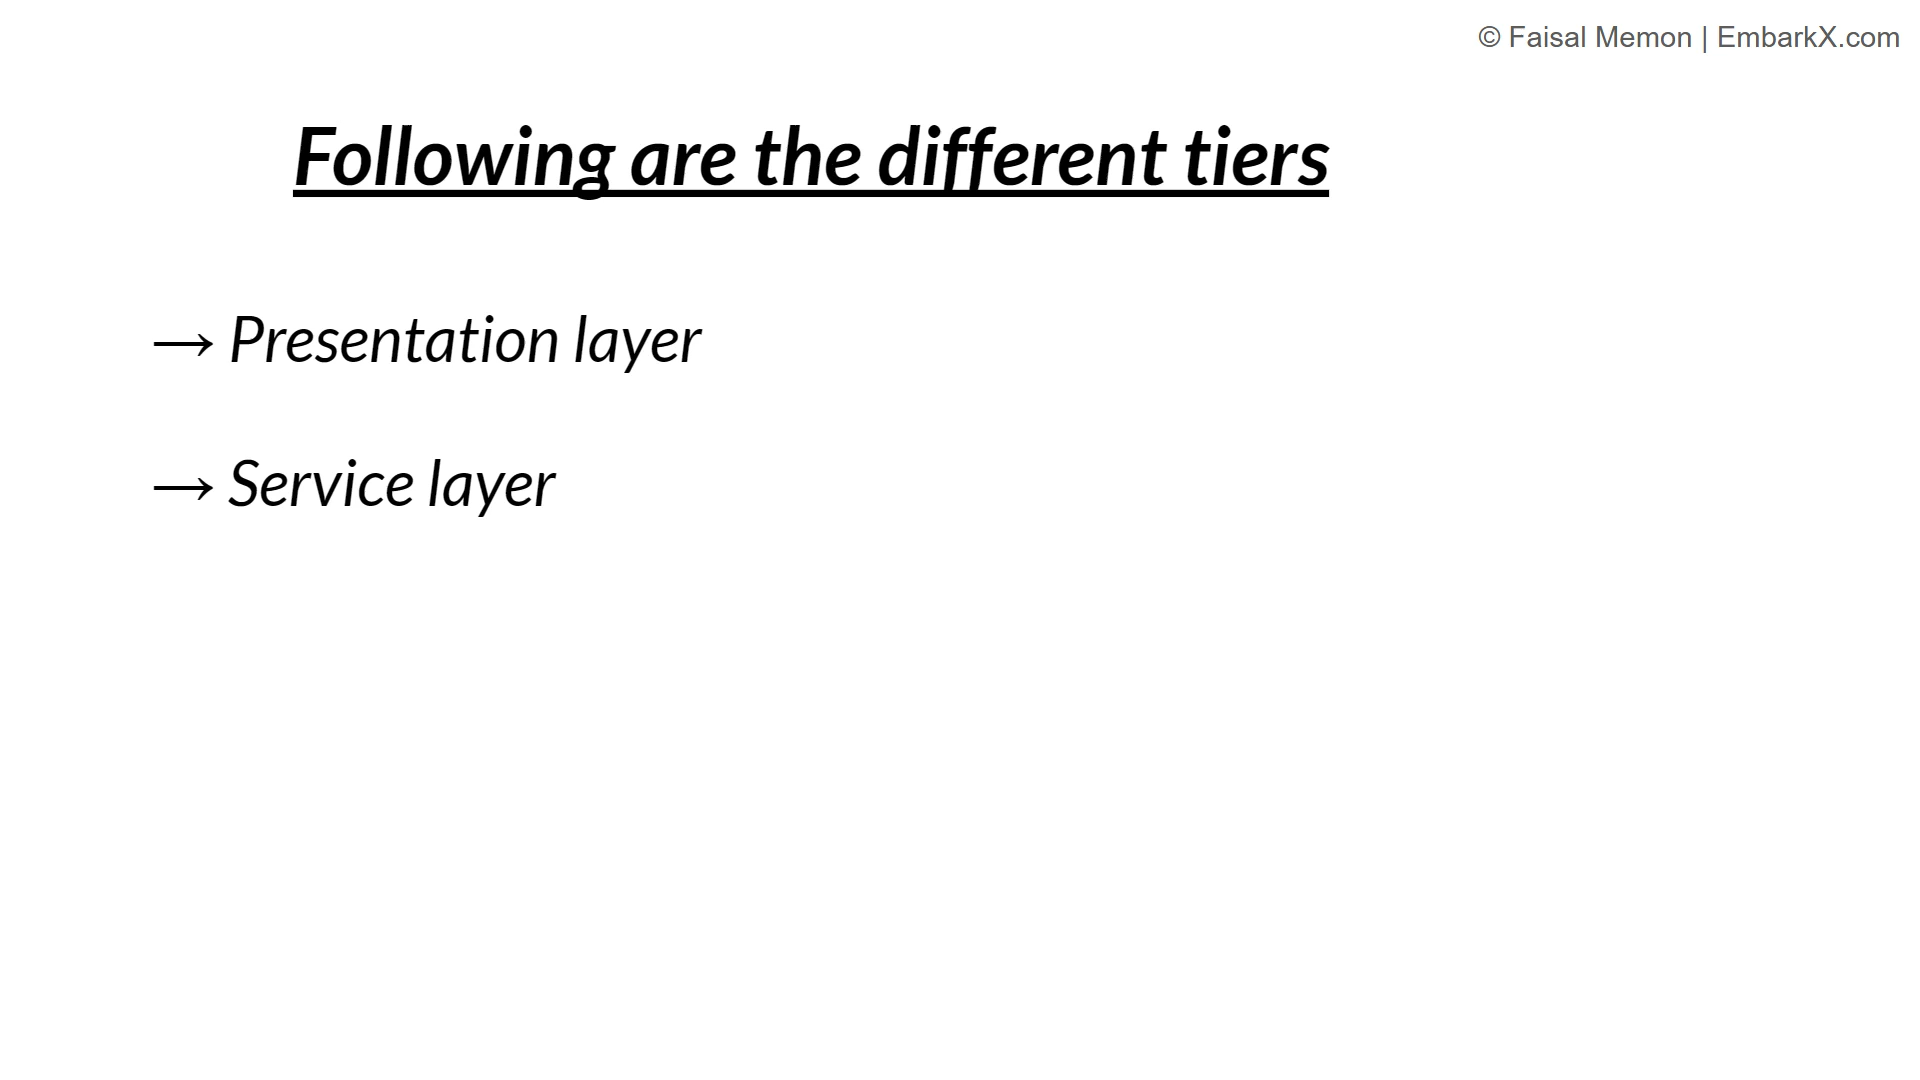 © Faisal Memon | EmbarkX.com
Following are the different tiers
→ Presentation layer
→ Service layer